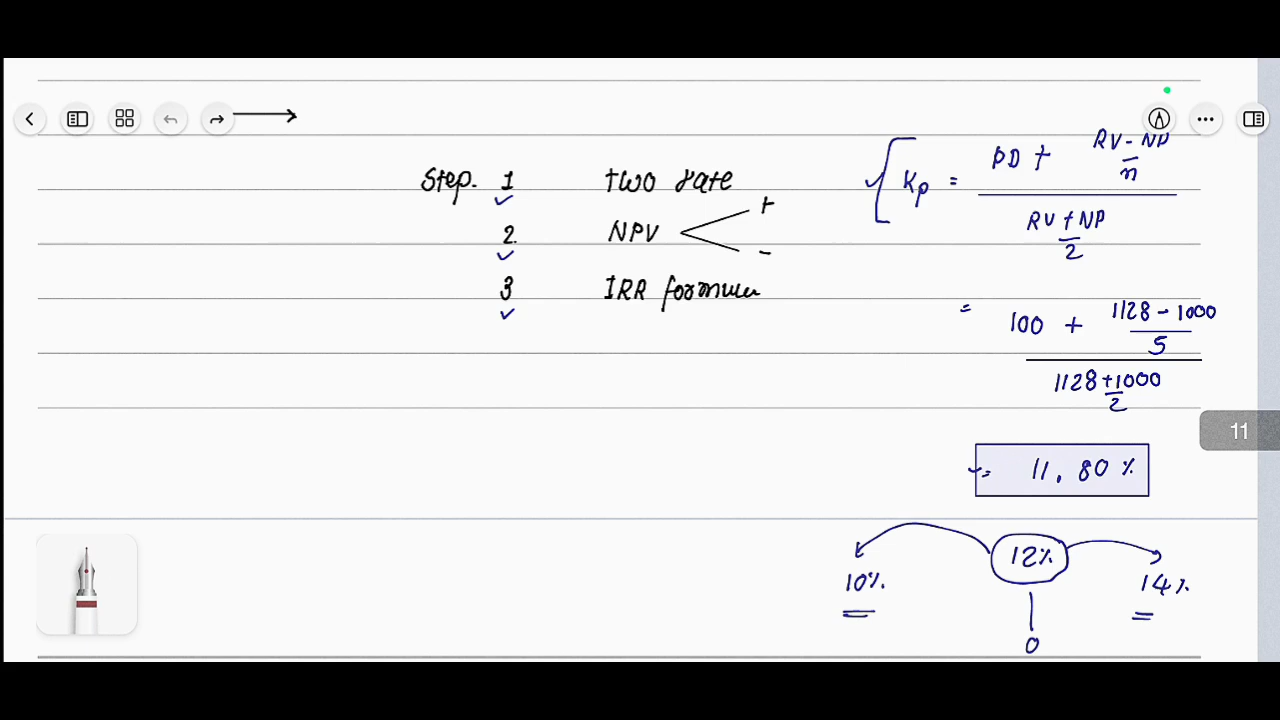 Step. 1 two rate
2. NPV + -
3 IRR formula
Kp = PD + RV - NP / n
RV + NP / 2
= 100 + 1128 - 1000 / 5
1128 + 1000 / 2
= 11.80 %
12%
10%. 14%
0
11